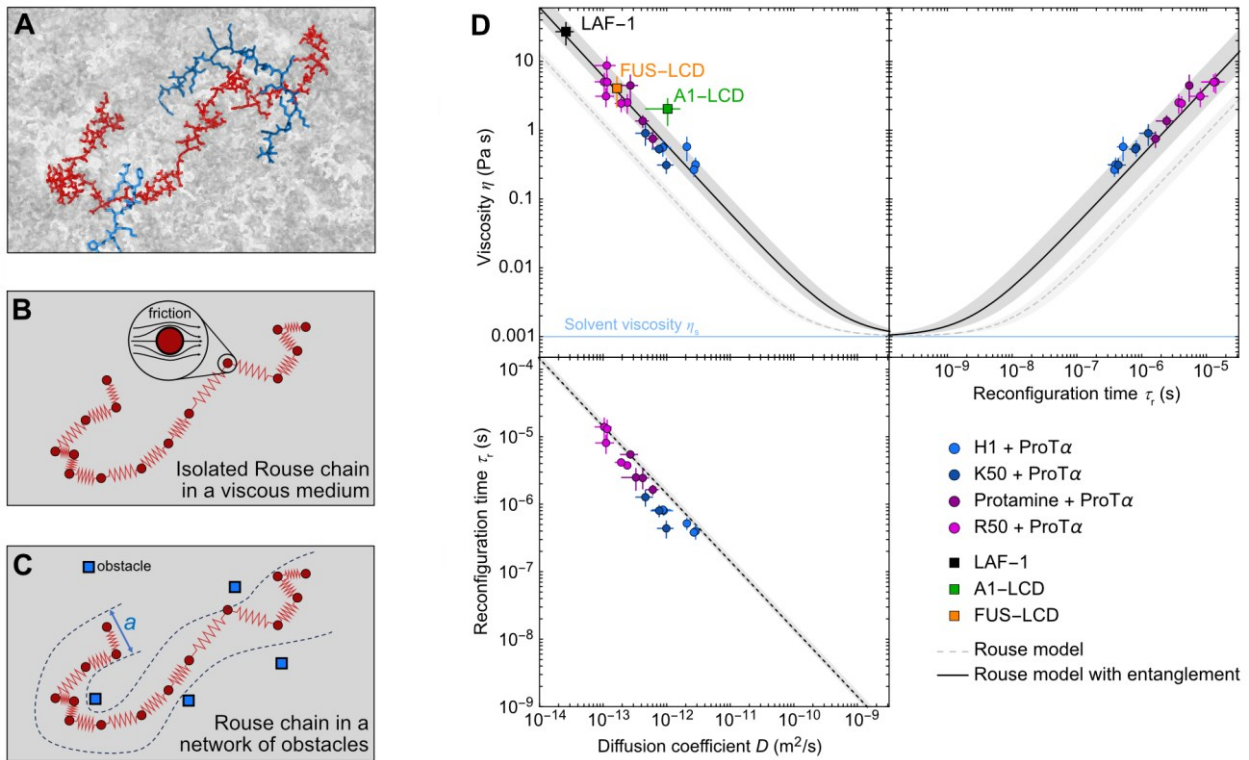 A
B
friction
Isolated Rouse chain
in a viscous medium
C
obstacle
a
Rouse chain in a
network of obstacles
D
Viscosity η (Pa s)
10
1
0.1
0.01
0.001
LAF−1
FUS−LCD
A1−LCD
Solvent viscosity ηs
10⁻⁹ 10⁻⁸ 10⁻⁷ 10⁻⁶ 10⁻⁵
Reconfiguration time τr (s)
Reconfiguration time τr (s)
10⁻⁴
10⁻⁵
10⁻⁶
10⁻⁷
10⁻⁸
10⁻⁹
10⁻¹⁴ 10⁻¹³ 10⁻¹² 10⁻¹¹ 10⁻¹⁰ 10⁻⁹
Diffusion coefficient D (m²/s)
H1 + ProTα
K50 + ProTα
Protamine + ProTα
R50 + ProTα
LAF−1
A1−LCD
FUS−LCD
Rouse model
Rouse model with entanglement